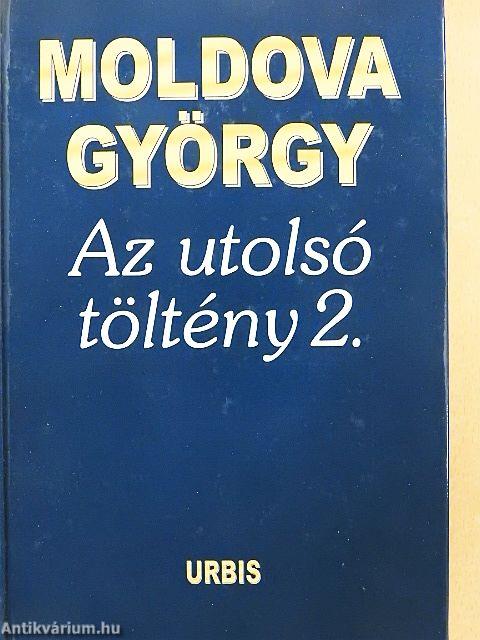 MOLDOVA
GYÖRGY
Az utolsó
töltény 2.
URBIS
Antikvárium.hu